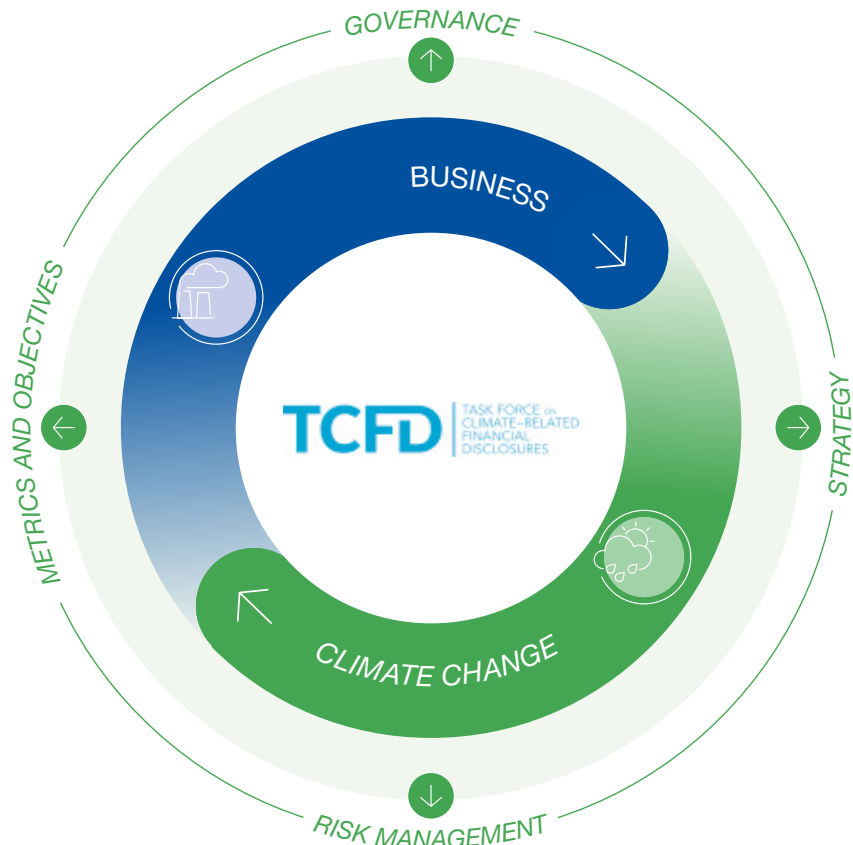 GOVERNANCE
BUSINESS
METRICS AND OBJECTIVES
STRATEGY
TCFD
TASK FORCE ON
CLIMATE-RELATED
FINANCIAL
DISCLOSURES
CLIMATE CHANGE
RISK MANAGEMENT